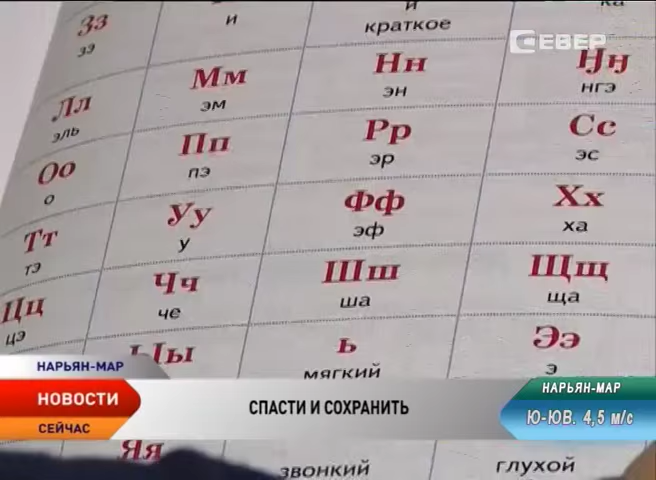 и ка
Зз и краткое
зэ
СЕВЕР
Лл Мм Нн Ӈӈ
эль эм эн нгэ
Оо Пп Рр Сс
о пэ эр эс
Тт Уу Фф Хх
тэ у эф ха
Цц Чч Шш Щщ
цэ че ша ща
Ыы ь Ээ
мягкий э
НАРЬЯН-МАР
НОВОСТИ
СЕЙЧАС
СПАСТИ И СОХРАНИТЬ
НАРЬЯН-МАР
Ю-ЮВ. 4,5 м/с
Яя
звонкий глухой